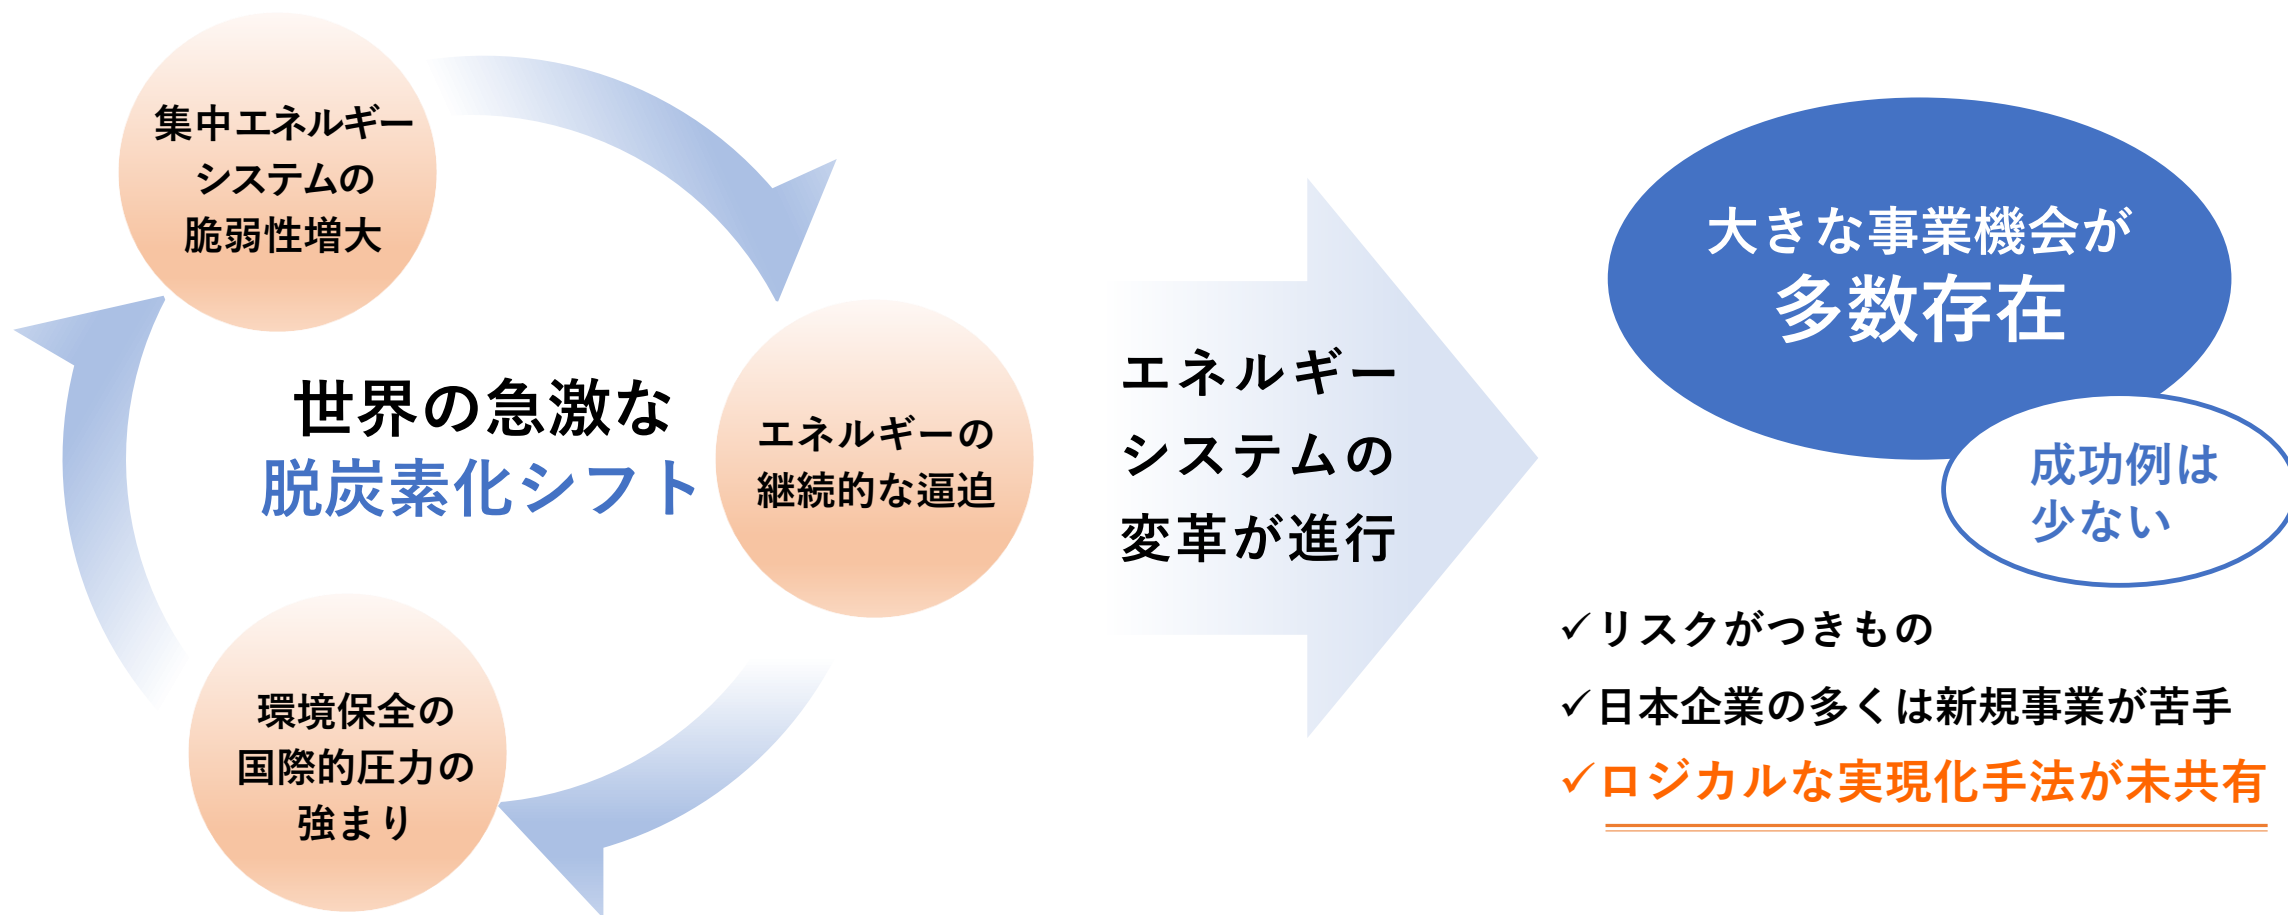 集中エネルギー
システムの
脆弱性増大
世界の急激な
脱炭素化シフト
エネルギーの
継続的な逼迫
環境保全の
国際的圧力の
強まり
エネルギー
システムの
変革が進行
大きな事業機会が
多数存在
成功例は
少ない
✓リスクがつきもの
✓日本企業の多くは新規事業が苦手
✓ロジカルな実現化手法が未共有